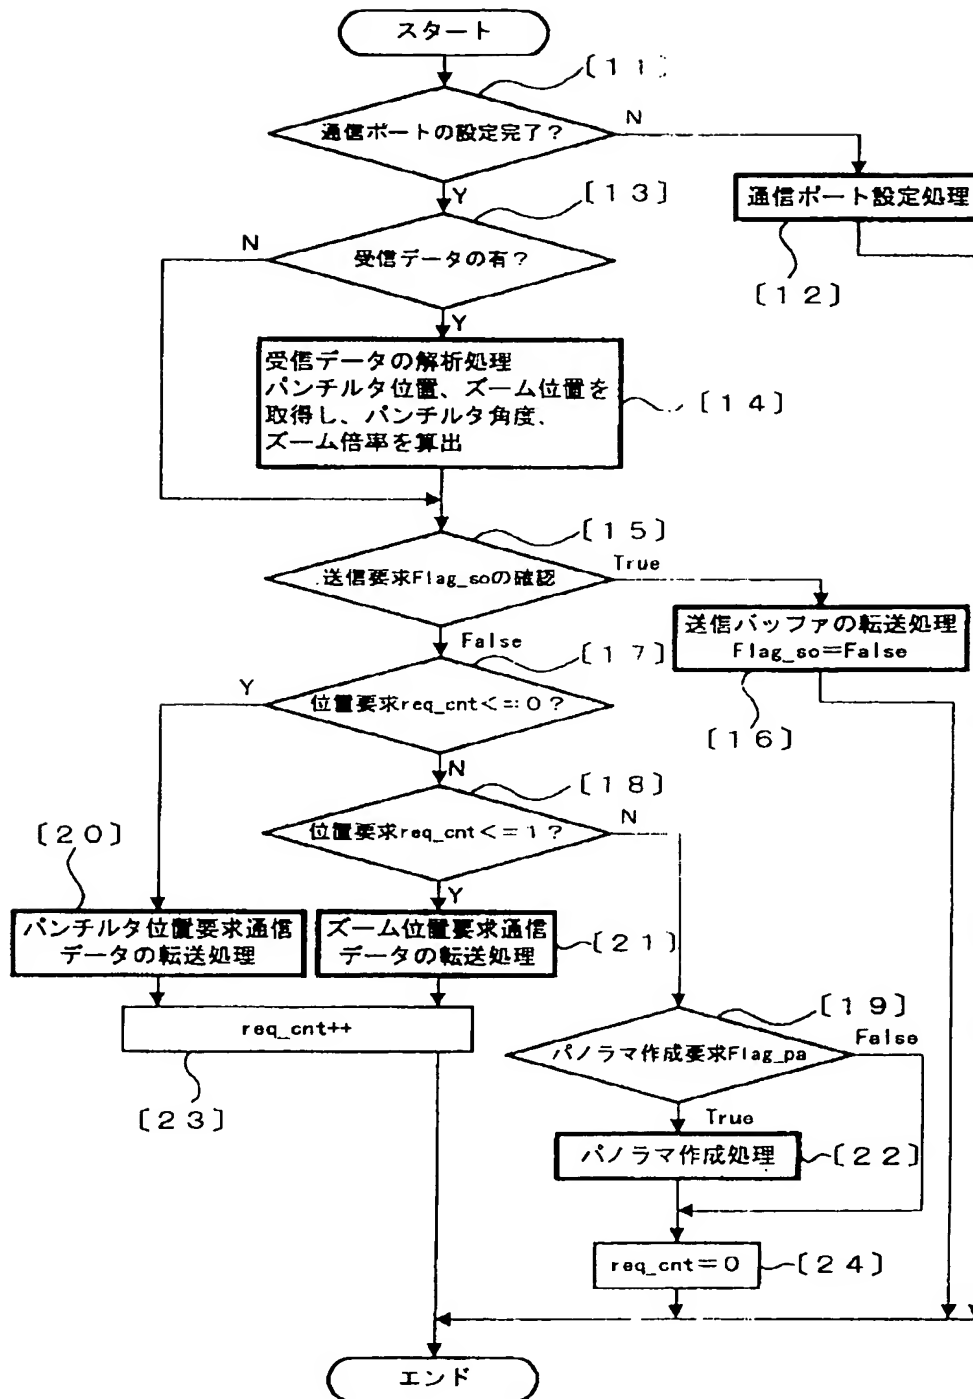 スタート
〔11〕
通信ポートの設定完了?
N
Y
通信ポート設定処理
〔12〕
〔13〕
N
受信データの有?
Y
受信データの解析処理
パンチルタ位置、ズーム位置を
取得し、パンチルタ角度、
ズーム倍率を算出
〔14〕
〔15〕
送信要求Flag_soの確認
True
False
送信バッファの転送処理
Flag_so=False
〔16〕
〔17〕
Y
位置要求req_cnt<=0?
N
〔18〕
位置要求req_cnt<=1?
N
Y
〔20〕
パンチルタ位置要求通信
データの転送処理
ズーム位置要求通信
データの転送処理
〔21〕
req_cnt++
〔23〕
〔19〕
パノラマ作成要求Flag_pa
False
True
パノラマ作成処理
〔22〕
req_cnt=0
〔24〕
エンド